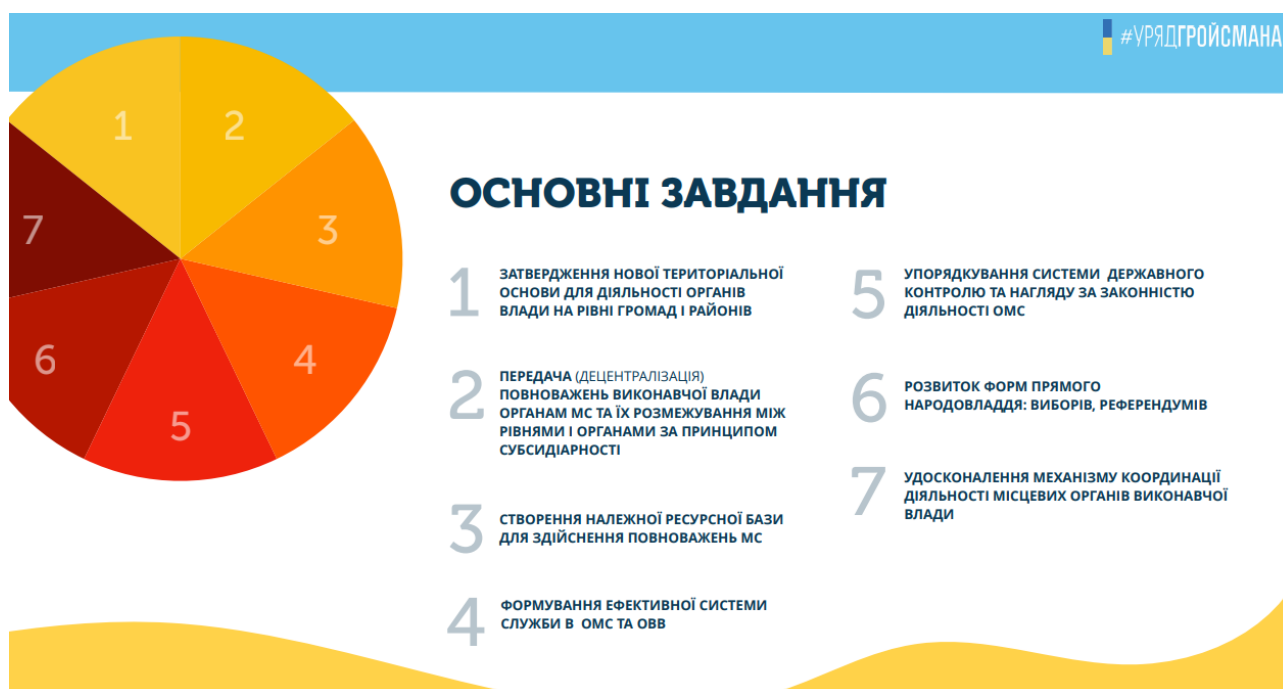 #УРЯДГРОЙСМАНА
1
2
3
4
5
6
7
ОСНОВНІ ЗАВДАННЯ
1
ЗАТВЕРДЖЕННЯ НОВОЇ ТЕРИТОРІАЛЬНОЇ
ОСНОВИ ДЛЯ ДІЯЛЬНОСТІ ОРГАНІВ
ВЛАДИ НА РІВНІ ГРОМАД І РАЙОНІВ
2
ПЕРЕДАЧА (ДЕЦЕНТРАЛІЗАЦІЯ)
ПОВНОВАЖЕНЬ ВИКОНАВЧОЇ ВЛАДИ
ОРГАНАМ МС ТА ЇХ РОЗМЕЖУВАННЯ МІЖ
РІВНЯМИ І ОРГАНАМИ ЗА ПРИНЦИПОМ
СУБСИДІАРНОСТІ
3
СТВОРЕННЯ НАЛЕЖНОЇ РЕСУРСНОЇ БАЗИ
ДЛЯ ЗДІЙСНЕННЯ ПОВНОВАЖЕНЬ МС
4
ФОРМУВАННЯ ЕФЕКТИВНОЇ СИСТЕМИ
СЛУЖБИ В ОМС ТА ОВВ
5
УПОРЯДКУВАННЯ СИСТЕМИ ДЕРЖАВНОГО
КОНТРОЛЮ ТА НАГЛЯДУ ЗА ЗАКОННІСТЮ
ДІЯЛЬНОСТІ ОМС
6
РОЗВИТОК ФОРМ ПРЯМОГО
НАРОДОВЛАДДЯ: ВИБОРІВ, РЕФЕРЕНДУМІВ
7
УДОСКОНАЛЕННЯ МЕХАНІЗМУ КООРДИНАЦІЇ
ДІЯЛЬНОСТІ МІСЦЕВИХ ОРГАНІВ ВИКОНАВЧОЇ
ВЛАДИ